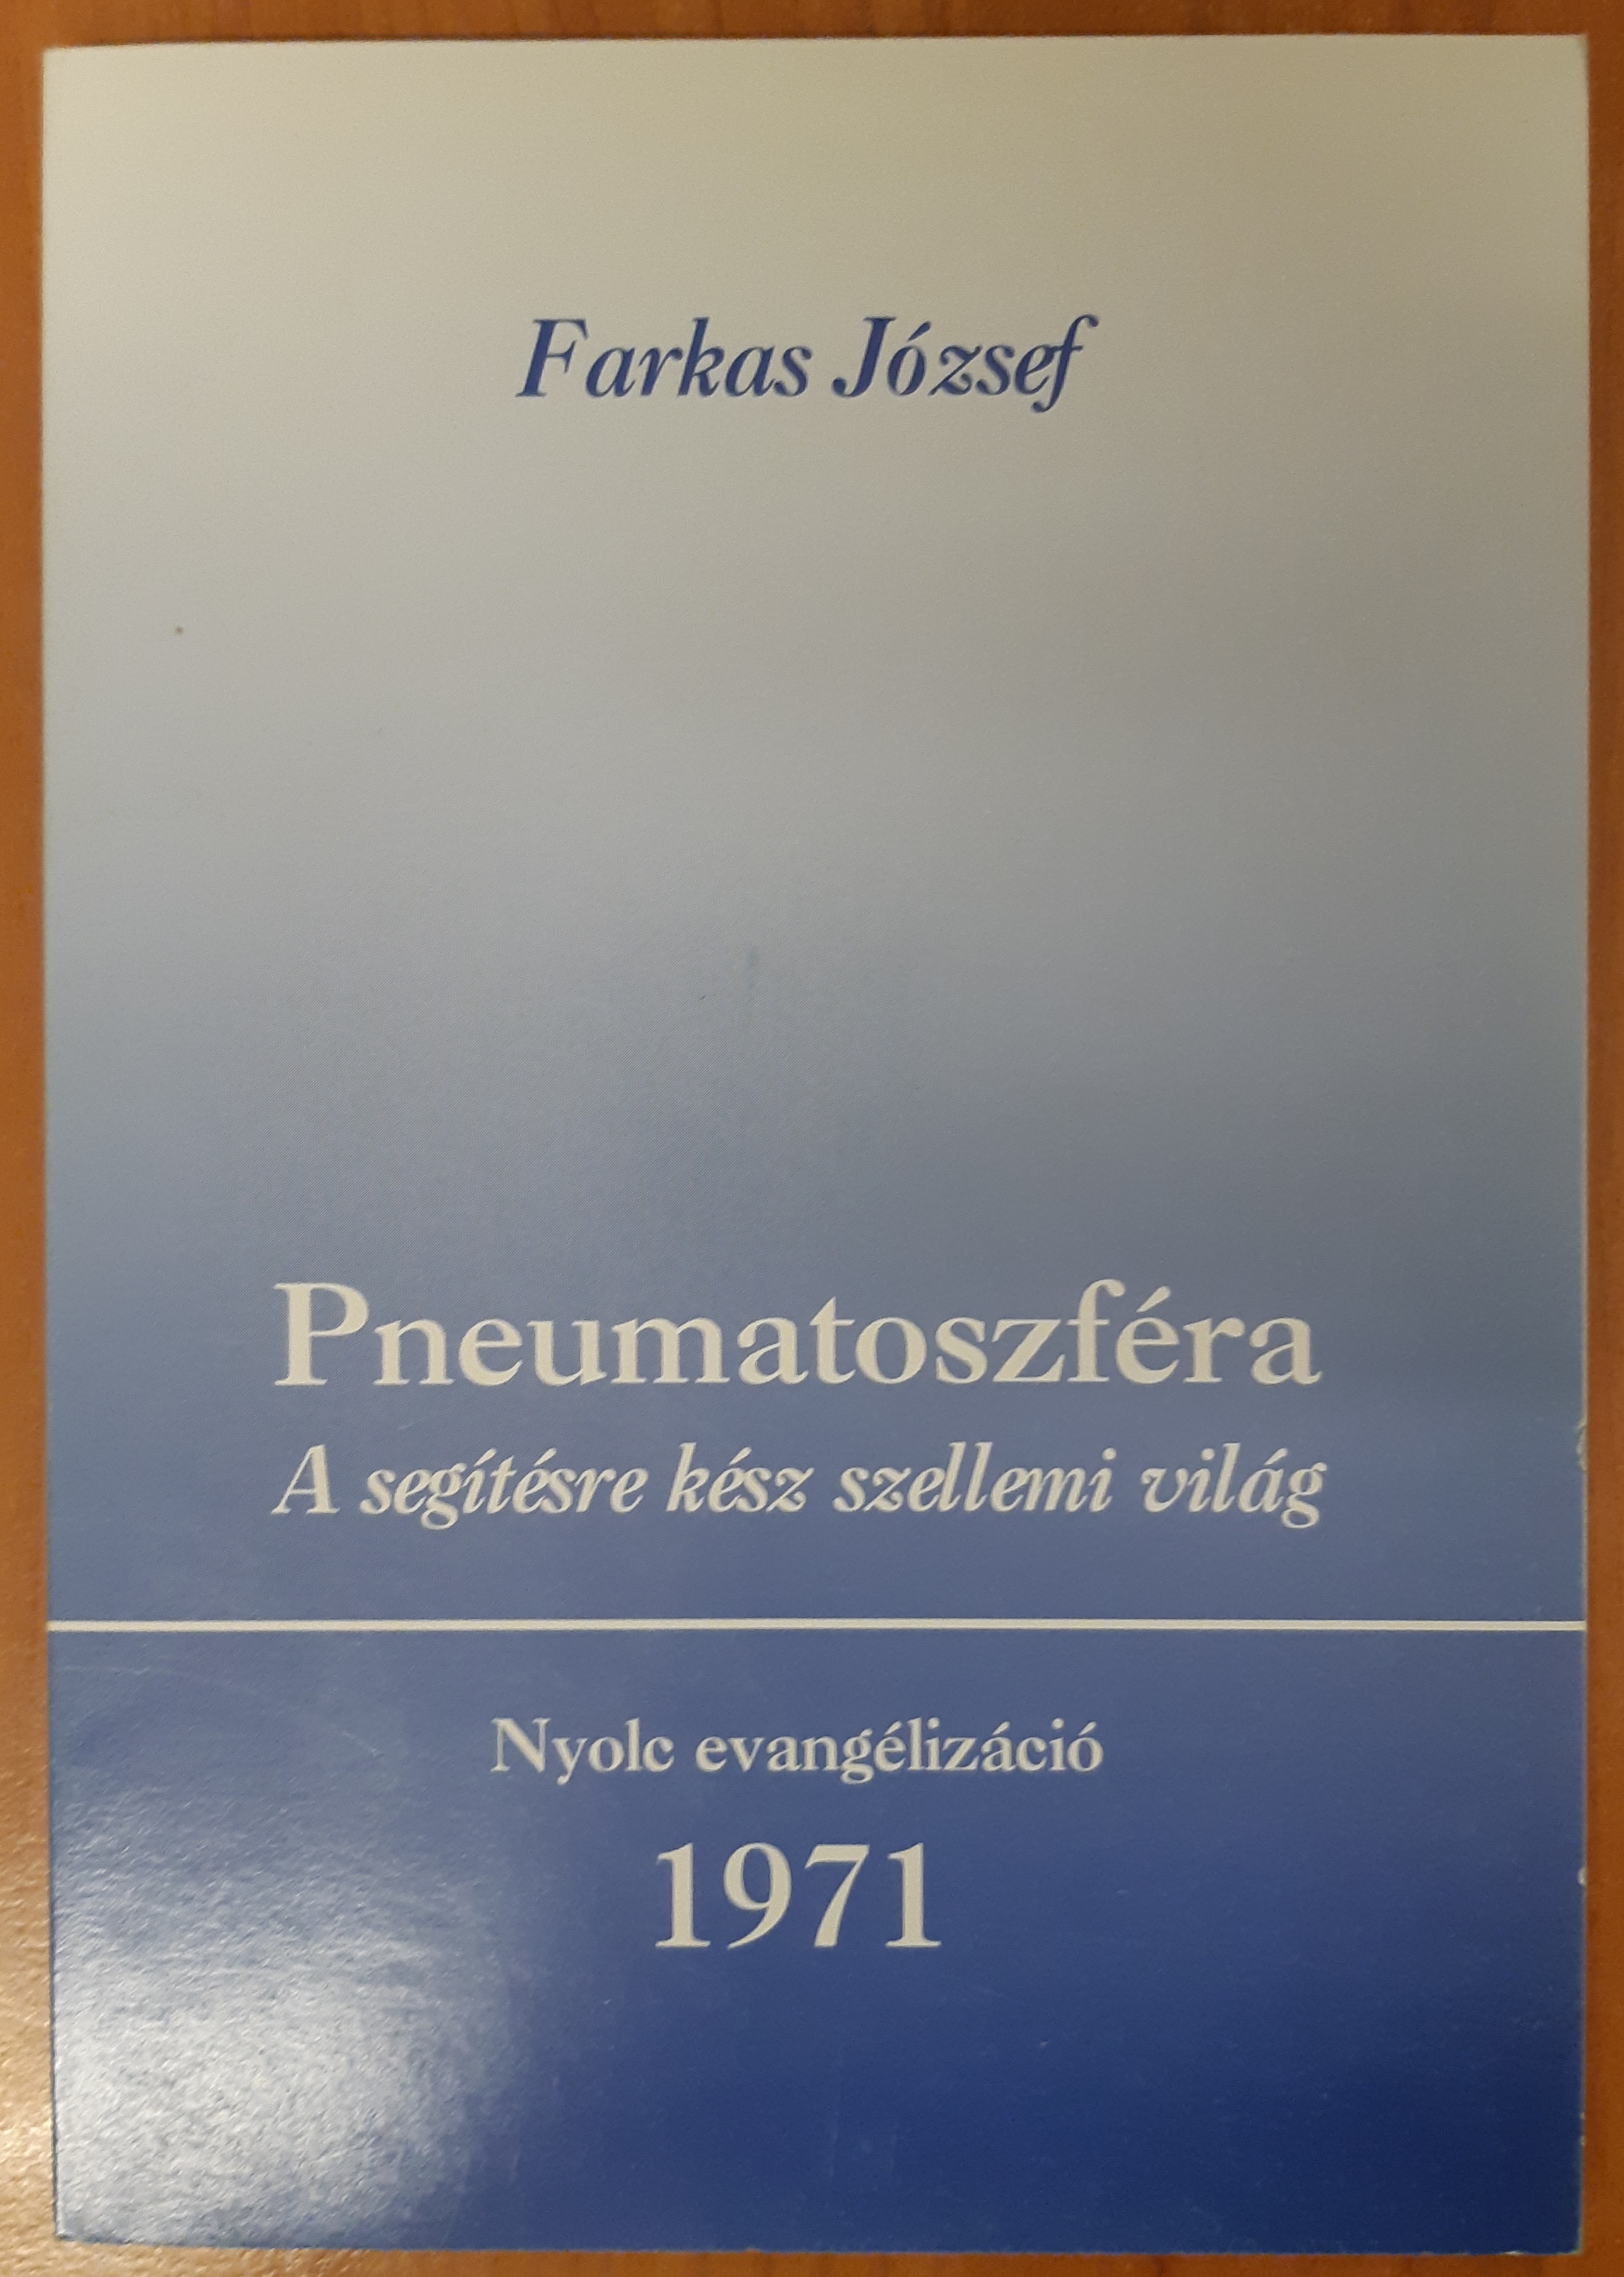 Farkas József
Pneumatoszféra
A segítésre kész szellemi világ
Nyolc evangélizáció
1971